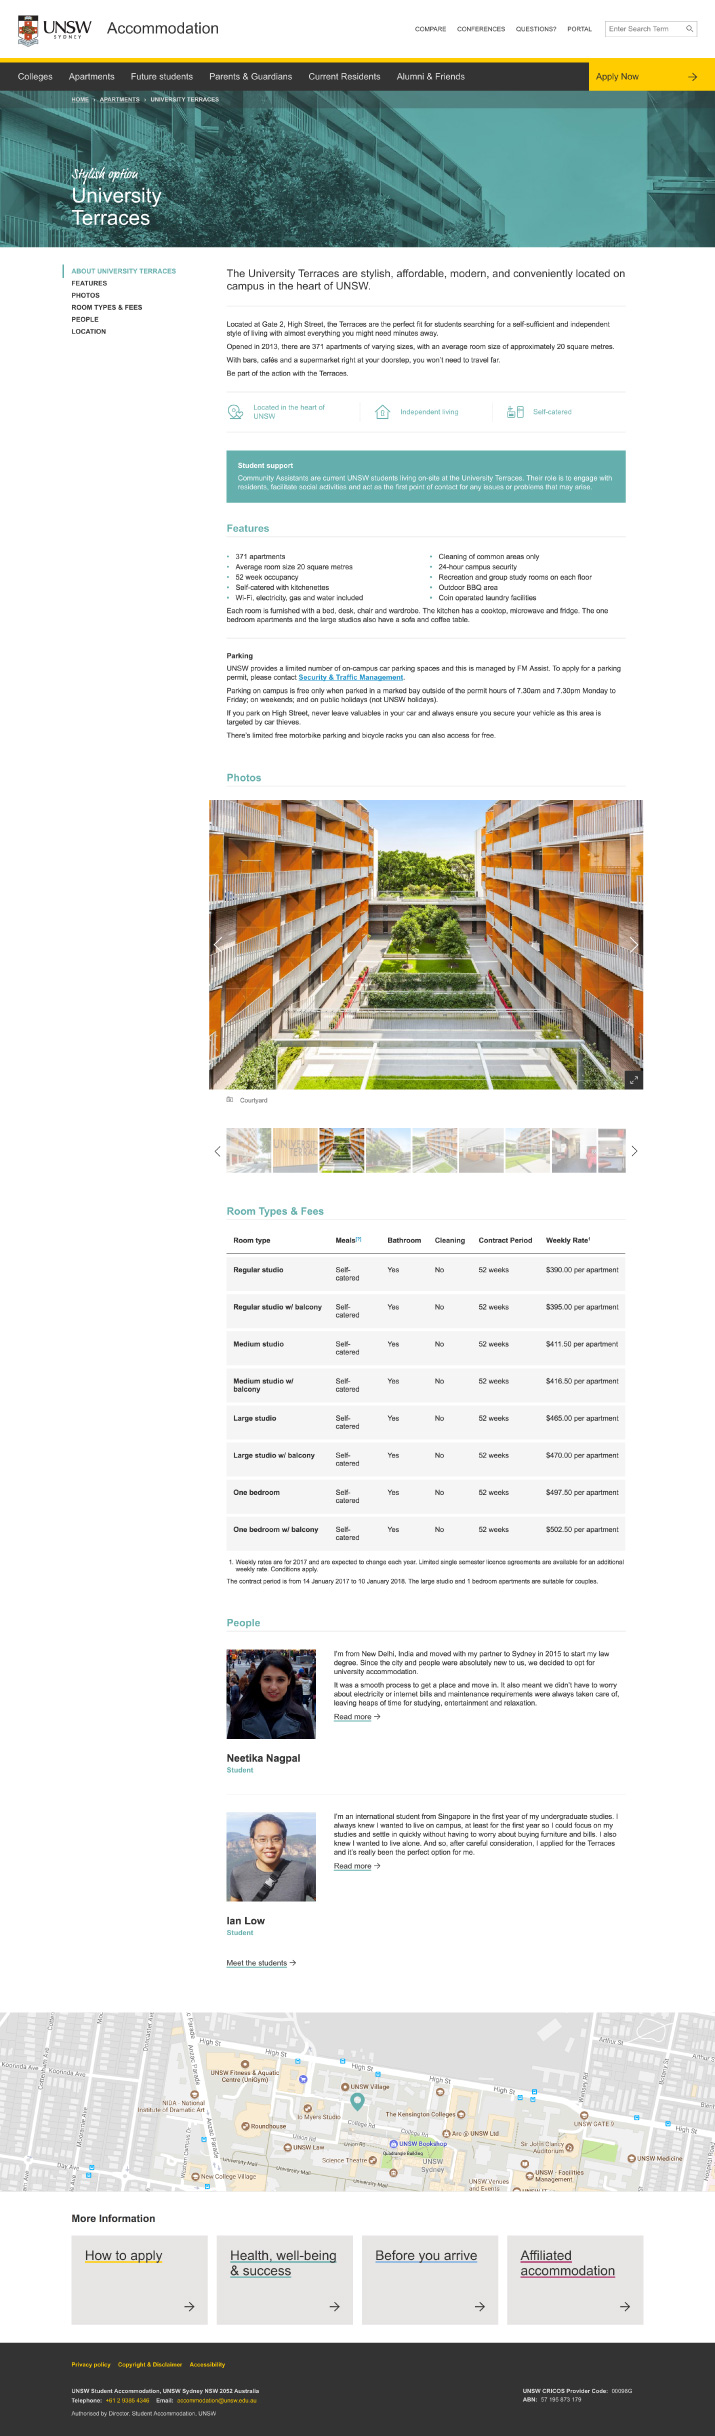 UNSW
SYDNEY
Accommodation
COMPARE CONFERENCES QUESTIONS? PORTAL Enter Search Term
Colleges Apartments Future students Parents & Guardians Current Residents Alumni & Friends Apply Now
HOME › APARTMENTS › UNIVERSITY TERRACES
Stylish option
University
Terraces
ABOUT UNIVERSITY TERRACES
FEATURES
PHOTOS
ROOM TYPES & FEES
PEOPLE
LOCATION
The University Terraces are stylish, affordable, modern, and conveniently located on
campus in the heart of UNSW.
Located at Gate 2, High Street, the Terraces are the perfect fit for students searching for a self-sufficient and independent
style of living with almost everything you might need minutes away.
Opened in 2013, there are 371 apartments of varying sizes, with an average room size of approximately 20 square metres.
With bars, cafés and a supermarket right at your doorstep, you won't need to travel far.
Be part of the action with the Terraces.
Located in the heart of
UNSW
Independent living
Self-catered
Student support
Community Assistants are current UNSW students living on-site at the University Terraces. Their role is to engage with
residents, facilitate social activities and act as the first point of contact for any issues or problems that may arise.
Features
• 371 apartments
• Average room size 20 square metres
• 52 week occupancy
• Self-catered with kitchenettes
• Wi-Fi, electricity, gas and water included
• Cleaning of common areas only
• 24-hour campus security
• Recreation and group study rooms on each floor
• Outdoor BBQ area
• Coin operated laundry facilities
Each room is furnished with a bed, desk, chair and wardrobe. The kitchen has a cooktop, microwave and fridge. The one
bedroom apartments and the large studios also have a sofa and coffee table.
Parking
UNSW provides a limited number of on-campus car parking spaces and this is managed by FM Assist. To apply for a parking
permit, please contact Security & Traffic Management.
Parking on campus is free only when parked in a marked bay outside of the permit hours of 7.30am and 7.30pm Monday to
Friday; on weekends; and on public holidays (not UNSW holidays).
If you park on High Street, never leave valuables in your car and always ensure you secure your vehicle as this area is
targeted by car thieves.
There's limited free motorbike parking and bicycle racks you can also access for free.
Photos
Courtyard
Room Types & Fees
Room type Meals[?] Bathroom Cleaning Contract Period Weekly Rate¹
Regular studio Self-catered Yes No 52 weeks $390.00 per apartment
Regular studio w/ balcony Self-catered Yes No 52 weeks $395.00 per apartment
Medium studio Self-catered Yes No 52 weeks $411.50 per apartment
Medium studio w/ balcony Self-catered Yes No 52 weeks $416.50 per apartment
Large studio Self-catered Yes No 52 weeks $465.00 per apartment
Large studio w/ balcony Self-catered Yes No 52 weeks $470.00 per apartment
One bedroom Self-catered Yes No 52 weeks $497.50 per apartment
One bedroom w/ balcony Self-catered Yes No 52 weeks $502.50 per apartment
1. Weekly rates are for 2017 and are expected to change each year. Limited single semester licence agreements are available for an additional
weekly rate. Conditions apply.
The contract period is from 14 January 2017 to 10 January 2018. The large studio and 1 bedroom apartments are suitable for couples.
People
I'm from New Delhi, India and moved with my partner to Sydney in 2015 to start my law
degree. Since the city and people were absolutely new to us, we decided to opt for
university accommodation.
It was a smooth process to get a place and move in. It also meant we didn't have to worry
about electricity or internet bills and maintenance requirements were always taken care of,
leaving heaps of time for studying, entertainment and relaxation.
Read more
Neetika Nagpal
Student
I'm an international student from Singapore in the first year of my undergraduate studies. I
always knew I wanted to live on campus, at least for the first year so I could focus on my
studies and settle in quickly without having to worry about buying furniture and bills. I also
knew I wanted to live alone. And so, after careful consideration, I applied for the Terraces
and it's really been the perfect option for me.
Read more
Ian Low
Student
Meet the students
High St
High St
High St
High St
High St
High St
Arthur St
Koorinda Ave
Koorinda Ave
Doncaster Ave
Anzac Parade
Anzac Parade
Day Ave
UNSW Fitness & Aquatic
Centre (UniGym)
UNSW Village
NIDA - National
Institute of Dramatic Art
Io Myers Studio
Roundhouse
The Kensington Colleges
UNSW GATE 9
Arc @ UNSW Ltd
College Rd
College Rd
UNSW Law
UNSW Bookshop
Quadrangle Building
Sir John Clancy
Auditorium
Science Theatre
UNSW
Sydney
UNSW Medicine
University Mall
University Mall
University Mall
New College Village
UNSW Venues
and Events
UNSW - Facilities
Management
More Information
How to apply
Health, well-being
& success
Before you arrive
Affiliated
accommodation
Privacy policy Copyright & Disclaimer Accessibility
UNSW Student Accommodation, UNSW Sydney NSW 2052 Australia
Telephone: +61 2 9385 4346 Email: accommodation@unsw.edu.au
Authorised by Director, Student Accommodation, UNSW
UNSW CRICOS Provider Code: 00098G
ABN: 57 195 873 179